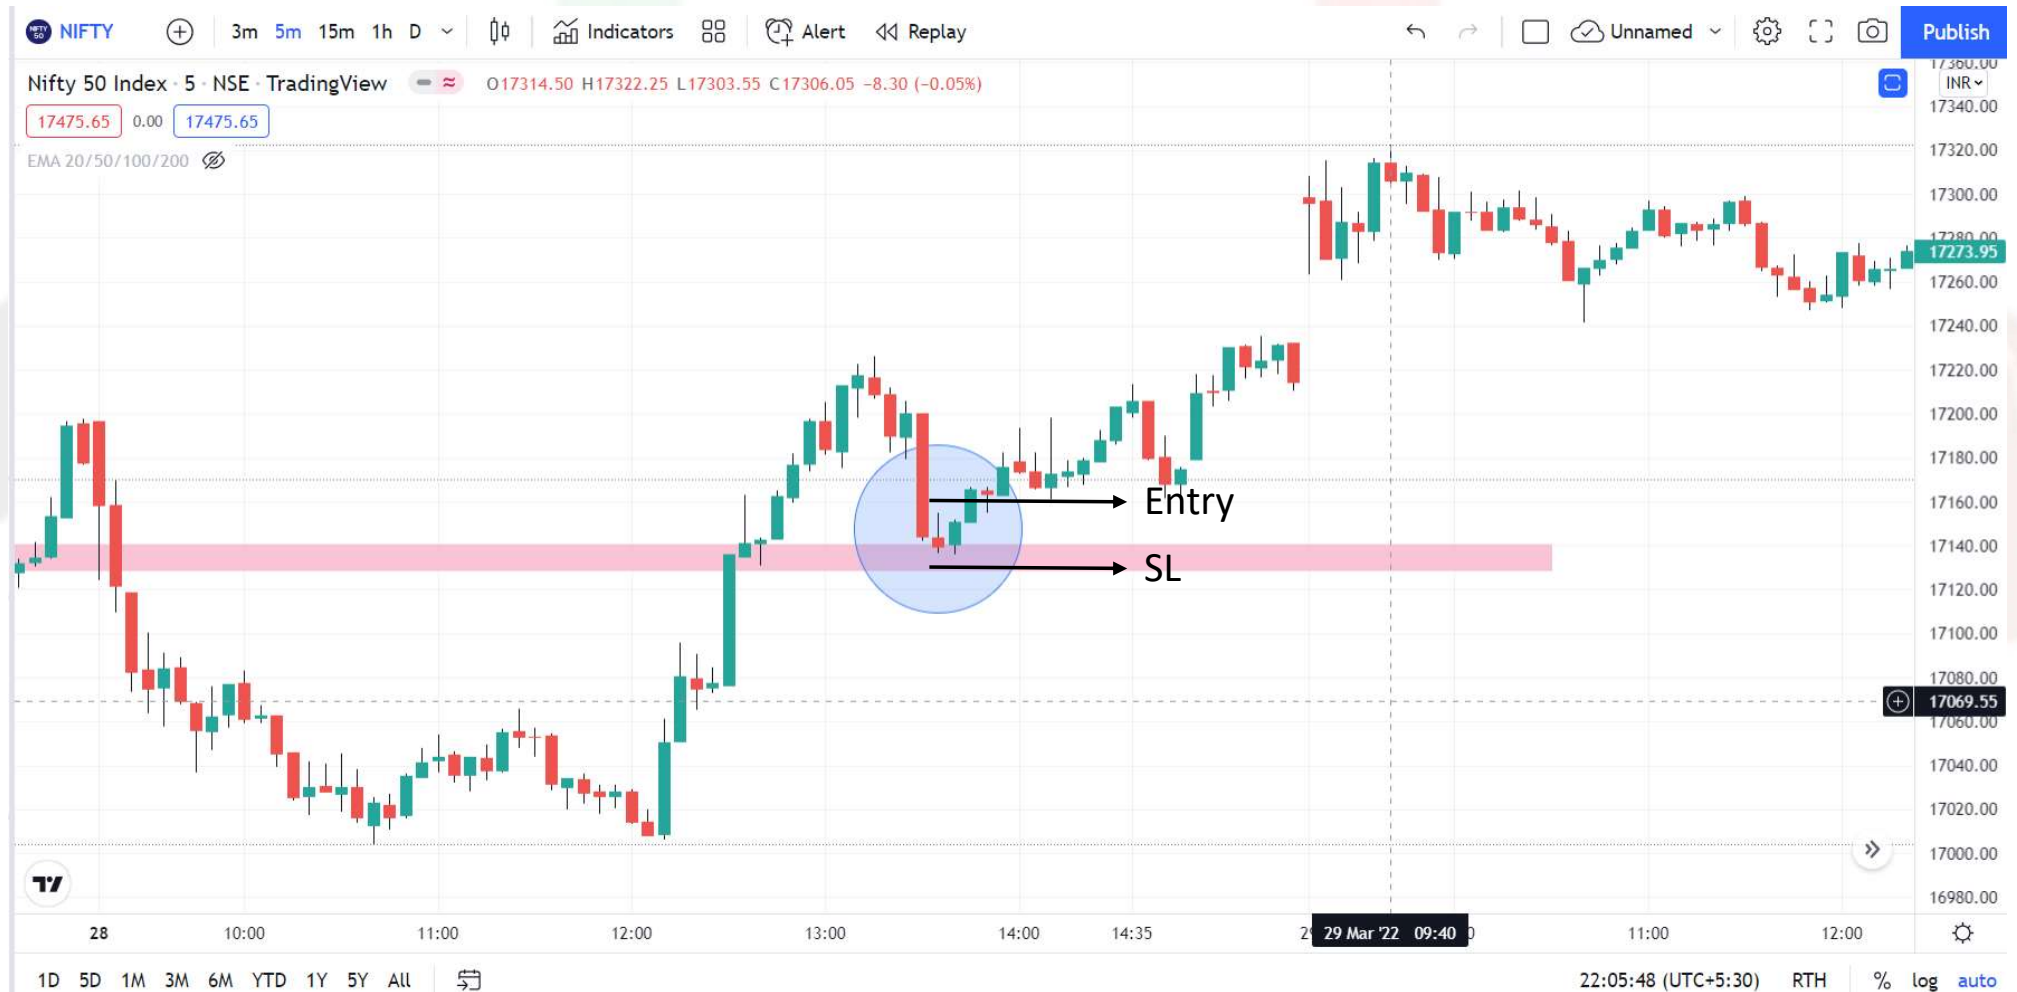 NIFTY 50 NIFTY 3m 5m 15m 1h D Indicators Alert Replay Unnamed Publish
Nifty 50 Index · 5 · NSE · TradingView O17314.50 H17322.25 L17303.55 C17306.05 −8.30 (−0.05%)
17475.65 0.00 17475.65
EMA 20/50/100/200
17360.00
INR
17340.00
17320.00
17300.00
17280.00
17273.95
17260.00
17240.00
17220.00
17200.00
17180.00
17160.00
Entry
17140.00
SL
17120.00
17100.00
17080.00
17069.55
17060.00
17040.00
17020.00
17000.00
16980.00
28 10:00 11:00 12:00 13:00 14:00 14:35 29 Mar '22 09:40 11:00 12:00
1D 5D 1M 3M 6M YTD 1Y 5Y All 22:05:48 (UTC+5:30) RTH % log auto